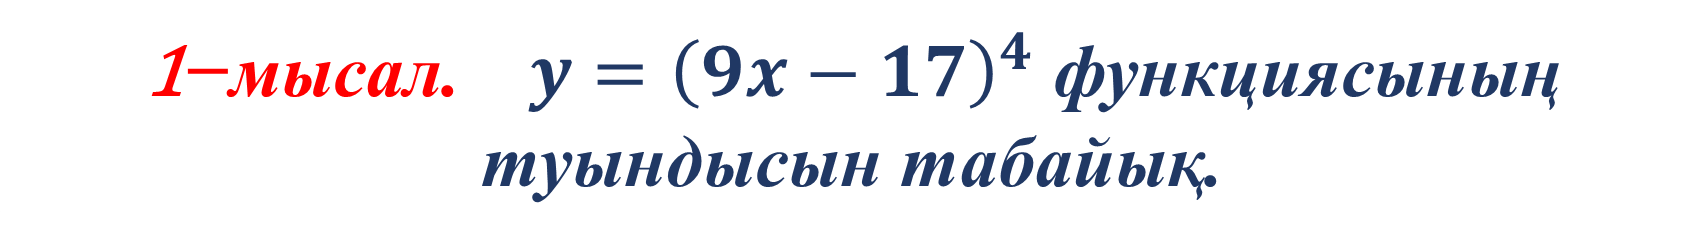 1–мысал. y = (9x − 17)⁴ функциясының
туындысын табайық.